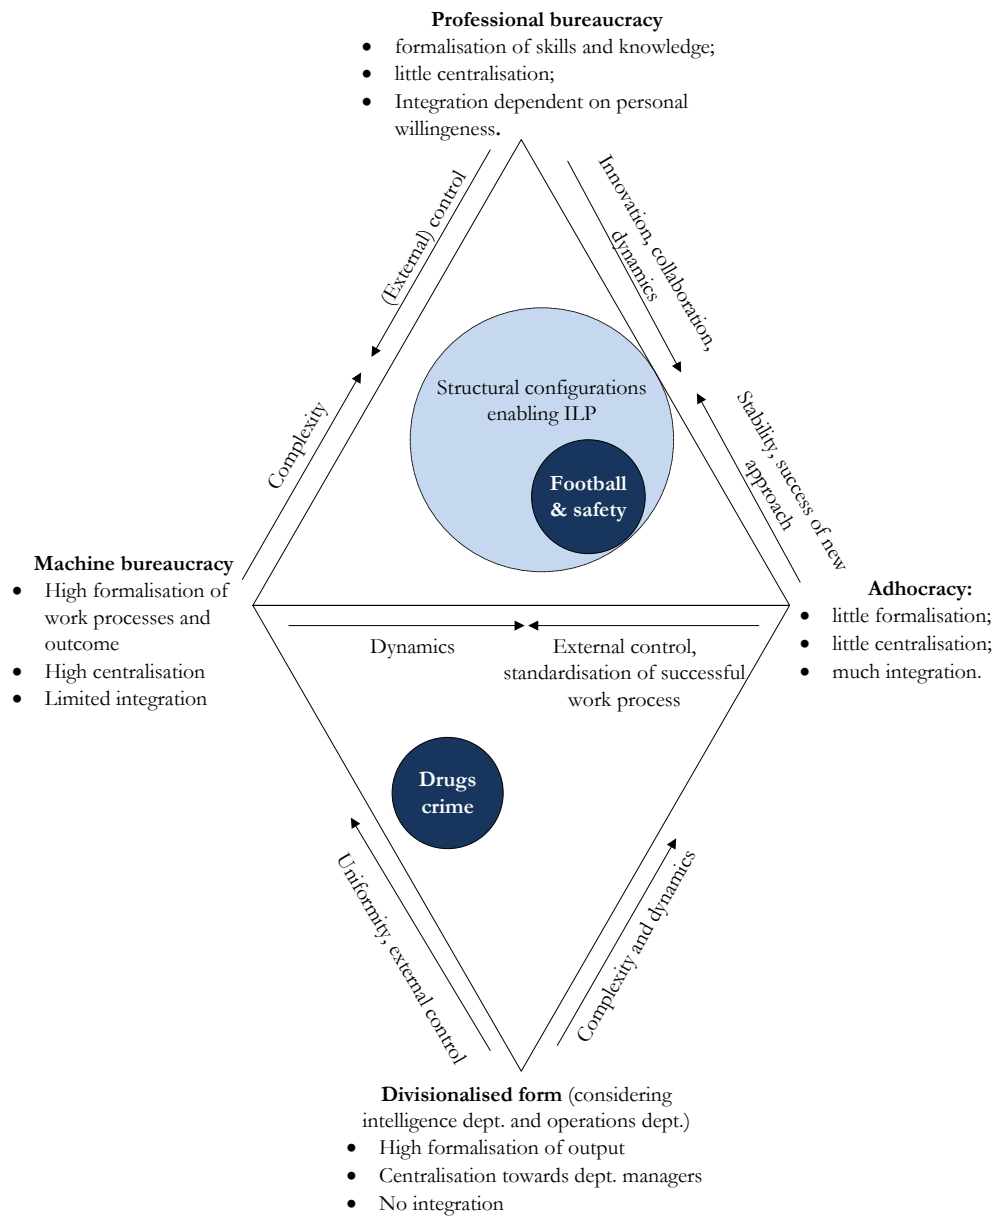 Professional bureaucracy
• formalisation of skills and knowledge;
• little centralisation;
• Integration dependent on personal
willingeness.
(External) control
Innovation, collaboration,
dynamics
Structural configurations
enabling ILP
Football
& safety
Complexity
Stability, success of new
approach
Machine bureaucracy
• High formalisation of
work processes and
outcome
• High centralisation
• Limited integration
Adhocracy:
• little formalisation;
• little centralisation;
• much integration.
Dynamics
External control,
standardisation of successful
work process
Drugs
crime
Uniformity, external control
Complexity and dynamics
Divisionalised form (considering
intelligence dept. and operations dept.)
• High formalisation of output
• Centralisation towards dept. managers
• No integration